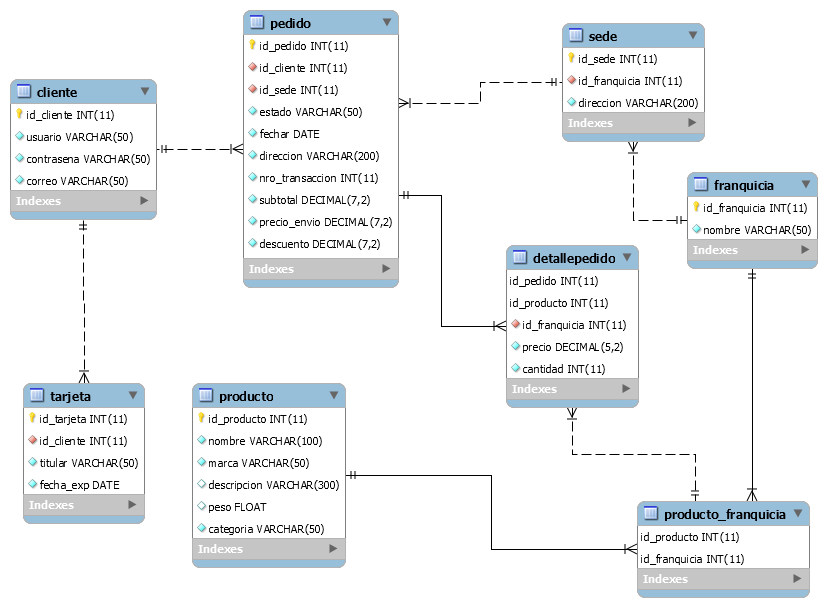 cliente
id_cliente INT(11)
usuario VARCHAR(50)
contrasena VARCHAR(50)
correo VARCHAR(50)
Indexes
pedido
id_pedido INT(11)
id_cliente INT(11)
id_sede INT(11)
estado VARCHAR(50)
fechar DATE
direccion VARCHAR(200)
nro_transaccion INT(11)
subtotal DECIMAL(7,2)
precio_envio DECIMAL(7,2)
descuento DECIMAL(7,2)
Indexes
sede
id_sede INT(11)
id_franquicia INT(11)
direccion VARCHAR(200)
Indexes
franquicia
id_franquicia INT(11)
nombre VARCHAR(50)
Indexes
detallepedido
id_pedido INT(11)
id_producto INT(11)
id_franquicia INT(11)
precio DECIMAL(5,2)
cantidad INT(11)
Indexes
tarjeta
id_tarjeta INT(11)
id_cliente INT(11)
titular VARCHAR(50)
fecha_exp DATE
Indexes
producto
id_producto INT(11)
nombre VARCHAR(100)
marca VARCHAR(50)
descripcion VARCHAR(300)
peso FLOAT
categoria VARCHAR(50)
Indexes
producto_franquicia
id_producto INT(11)
id_franquicia INT(11)
Indexes